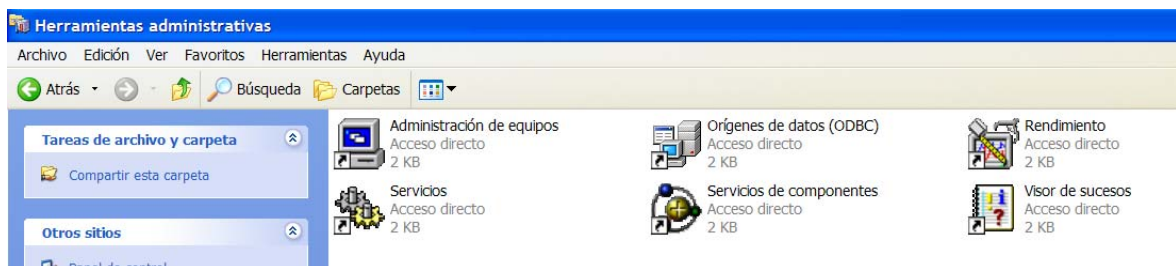 Herramientas administrativas
Archivo Edición Ver Favoritos Herramientas Ayuda
Atrás Búsqueda Carpetas
Tareas de archivo y carpeta
Compartir esta carpeta
Otros sitios
Administración de equipos
Acceso directo
2 KB
Orígenes de datos (ODBC)
Acceso directo
2 KB
Rendimiento
Acceso directo
2 KB
Servicios
Acceso directo
2 KB
Servicios de componentes
Acceso directo
2 KB
Visor de sucesos
Acceso directo
2 KB